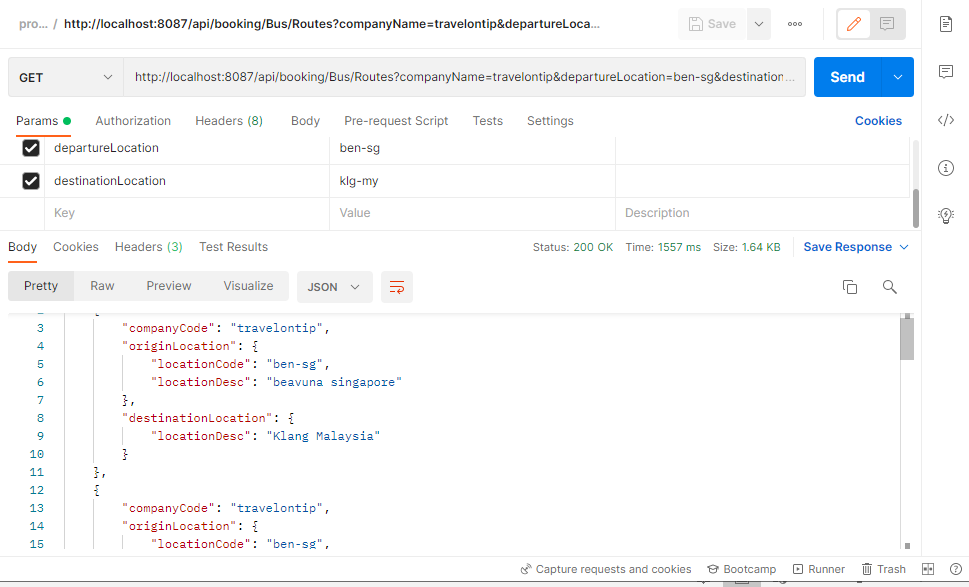 pro... / http://localhost:8087/api/booking/Bus/Routes?companyName=travelontip&departureLoca... Save
GET http://localhost:8087/api/booking/Bus/Routes?companyName=travelontip&departureLocation=ben-sg&destination... Send
Params Authorization Headers (8) Body Pre-request Script Tests Settings Cookies
departureLocation ben-sg
destinationLocation klg-my
Key Value Description
Body Cookies Headers (3) Test Results Status: 200 OK Time: 1557 ms Size: 1.64 KB Save Response
Pretty Raw Preview Visualize JSON
2 {
3 "companyCode": "travelontip",
4 "originLocation": {
5 "locationCode": "ben-sg",
6 "locationDesc": "beavuna singapore"
7 },
8 "destinationLocation": {
9 "locationDesc": "Klang Malaysia"
10 }
11 },
12 {
13 "companyCode": "travelontip",
14 "originLocation": {
15 "locationCode": "ben-sg",
Capture requests and cookies Bootcamp Runner Trash